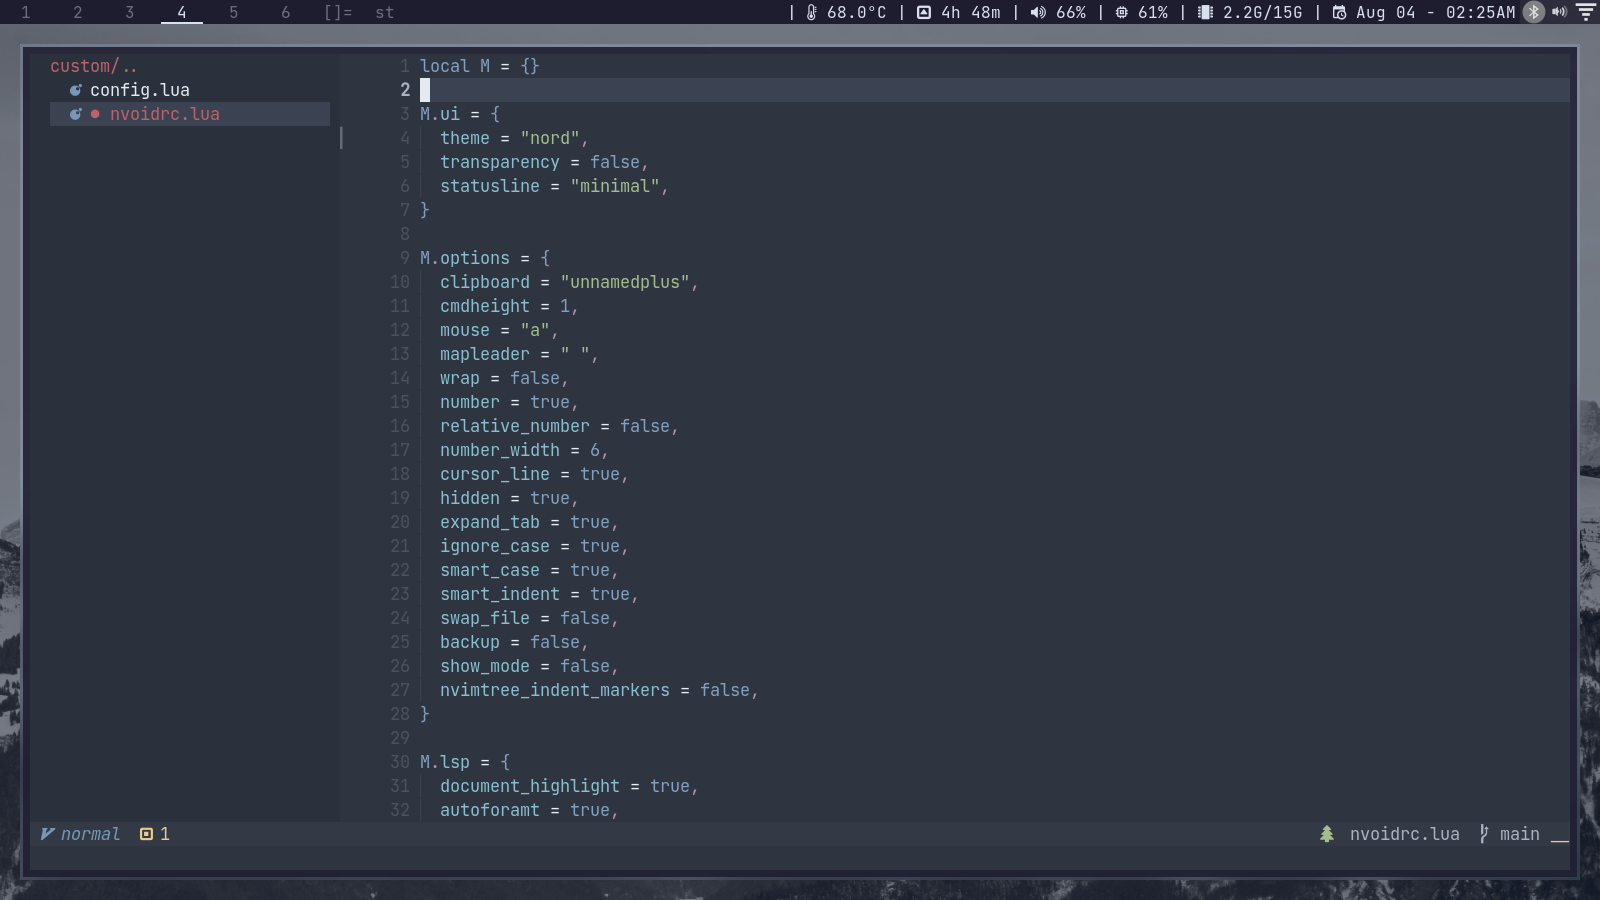 1 2 3 4 5 6 []= st | 68.0°C | 4h 48m | 66% | 61% | 2.2G/15G | Aug 04 - 02:25AM
custom/..
config.lua
nvoidrc.lua
1 local M = {}
2
3 M.ui = {
4 theme = "nord",
5 transparency = false,
6 statusline = "minimal",
7 }
8
9 M.options = {
10 clipboard = "unnamedplus",
11 cmdheight = 1,
12 mouse = "a",
13 mapleader = " ",
14 wrap = false,
15 number = true,
16 relative_number = false,
17 number_width = 6,
18 cursor_line = true,
19 hidden = true,
20 expand_tab = true,
21 ignore_case = true,
22 smart_case = true,
23 smart_indent = true,
24 swap_file = false,
25 backup = false,
26 show_mode = false,
27 nvimtree_indent_markers = false,
28 }
29
30 M.lsp = {
31 document_highlight = true,
32 autoforamt = true,
normal 1 nvoidrc.lua main __